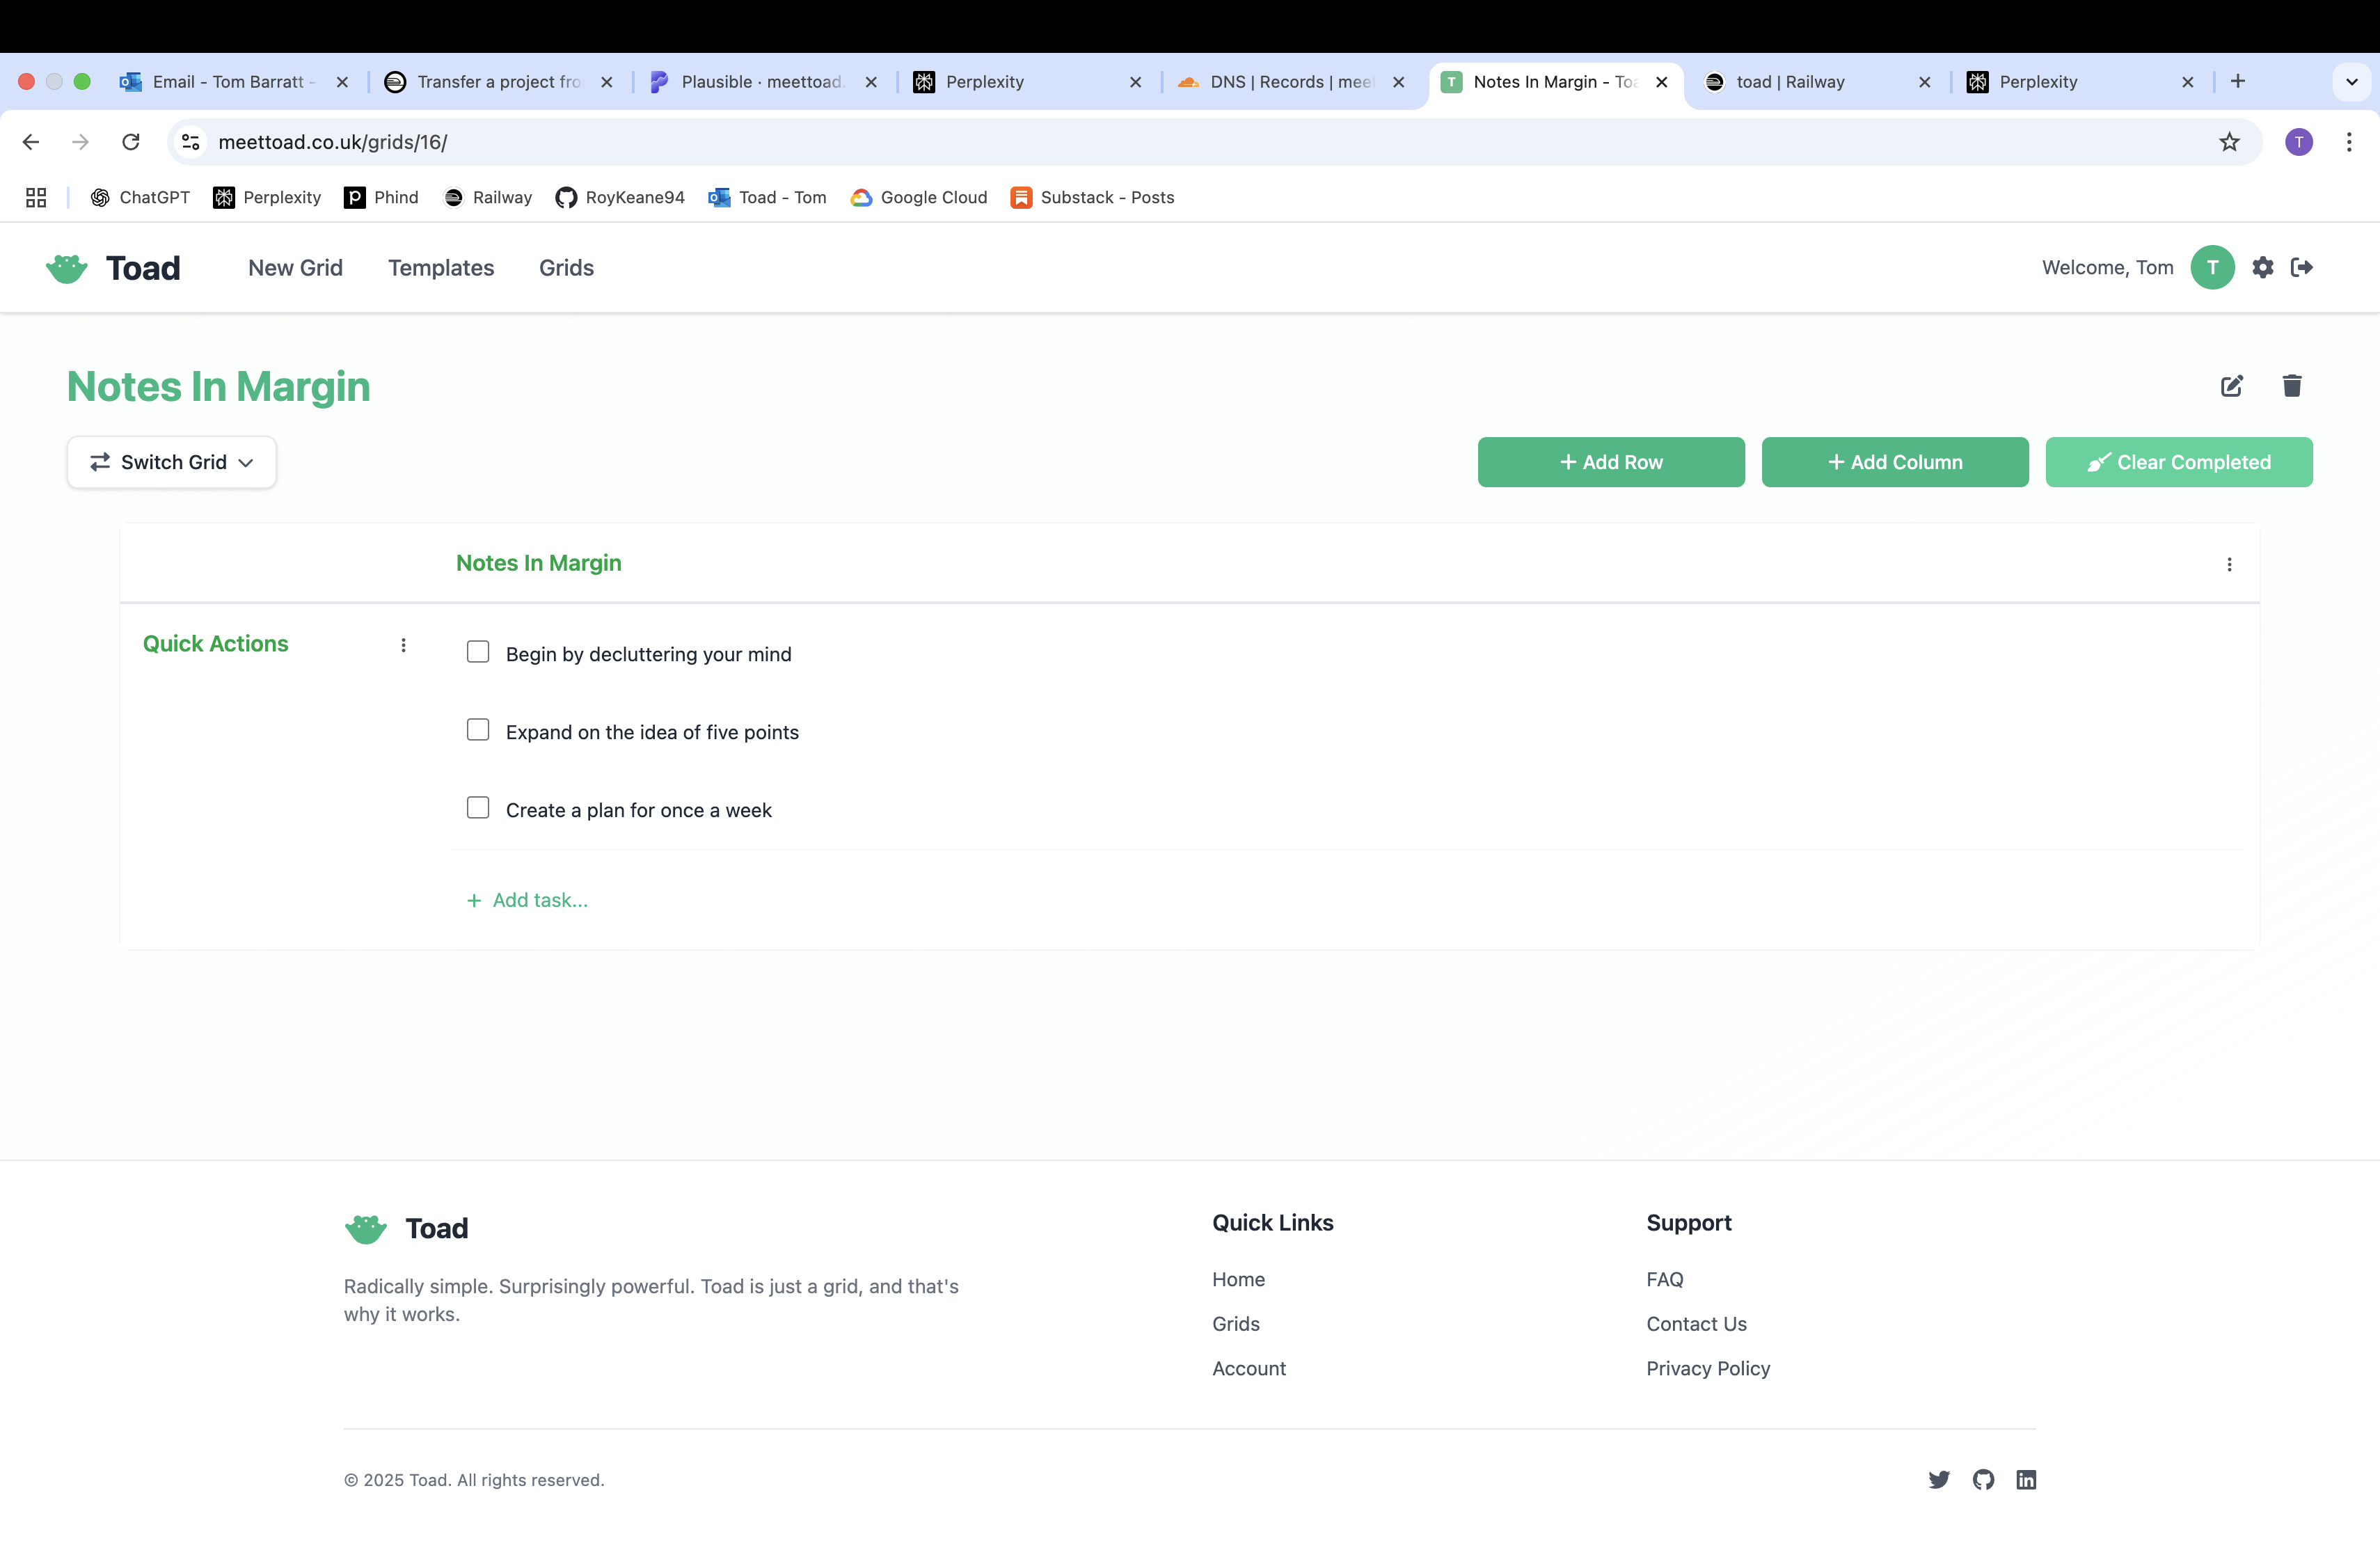 Email - Tom Barratt -
Transfer a project fro
Plausible · meettoad.
Perplexity
DNS | Records | mee
T
Notes In Margin - Toa
toad | Railway
Perplexity
meettoad.co.uk/grids/16/
T
ChatGPT
Perplexity
Phind
Railway
RoyKeane94
Toad - Tom
Google Cloud
Substack - Posts
Toad
New Grid
Templates
Grids
Welcome, Tom
T
Notes In Margin
Switch Grid
+ Add Row
+ Add Column
Clear Completed
Notes In Margin
Quick Actions
Begin by decluttering your mind
Expand on the idea of five points
Create a plan for once a week
+ Add task...
Toad
Radically simple. Surprisingly powerful. Toad is just a grid, and that's
why it works.
Quick Links
Home
Grids
Account
Support
FAQ
Contact Us
Privacy Policy
© 2025 Toad. All rights reserved.